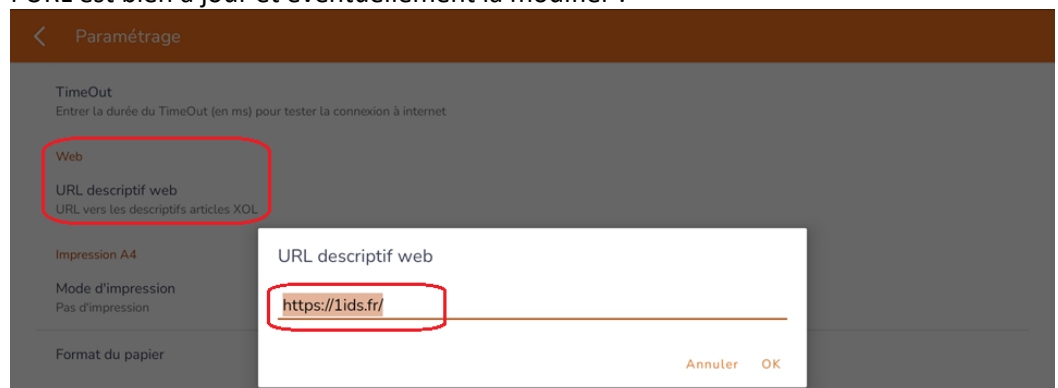 l'URL est bien à jour et éventuellement la modifier :
Paramétrage
TimeOut
Entrer la durée du TimeOut (en ms) pour tester la connexion à internet
Web
URL descriptif web
URL vers les descriptifs articles XOL
Impression A4
Mode d'impression
Pas d'impression
Format du papier
URL descriptif web
https://1ids.fr/
Annuler OK